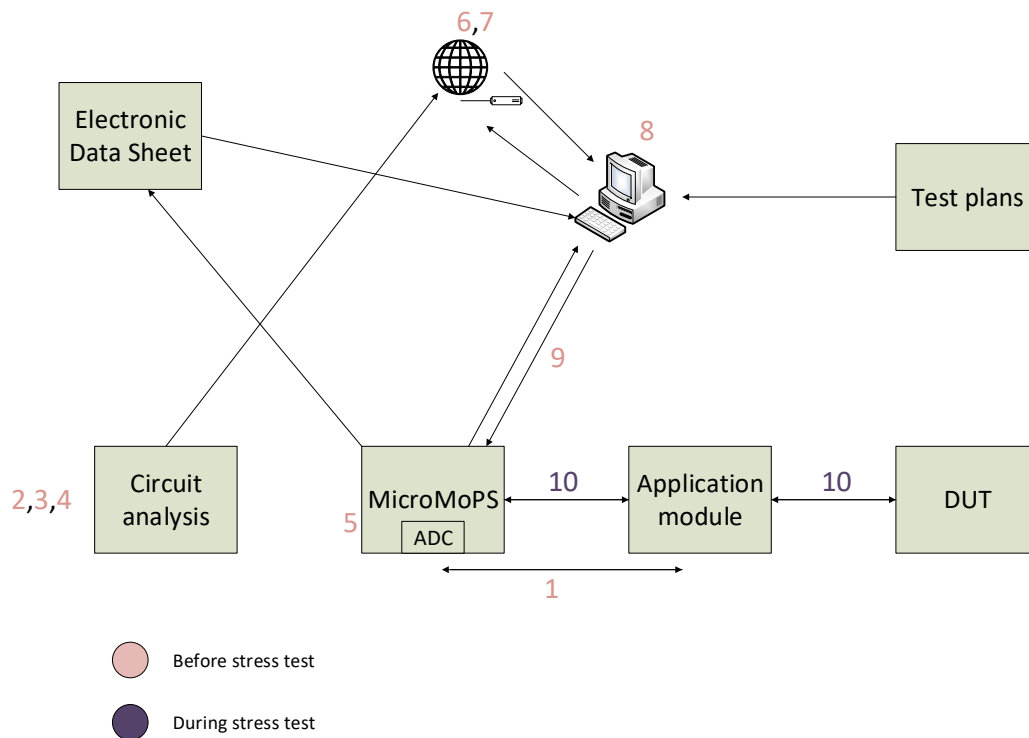 6,7
Electronic
Data Sheet
8
Test plans
9
2,3,4
Circuit
analysis
5
MicroMoPS
ADC
10
Application
module
10
DUT
1
Before stress test
During stress test